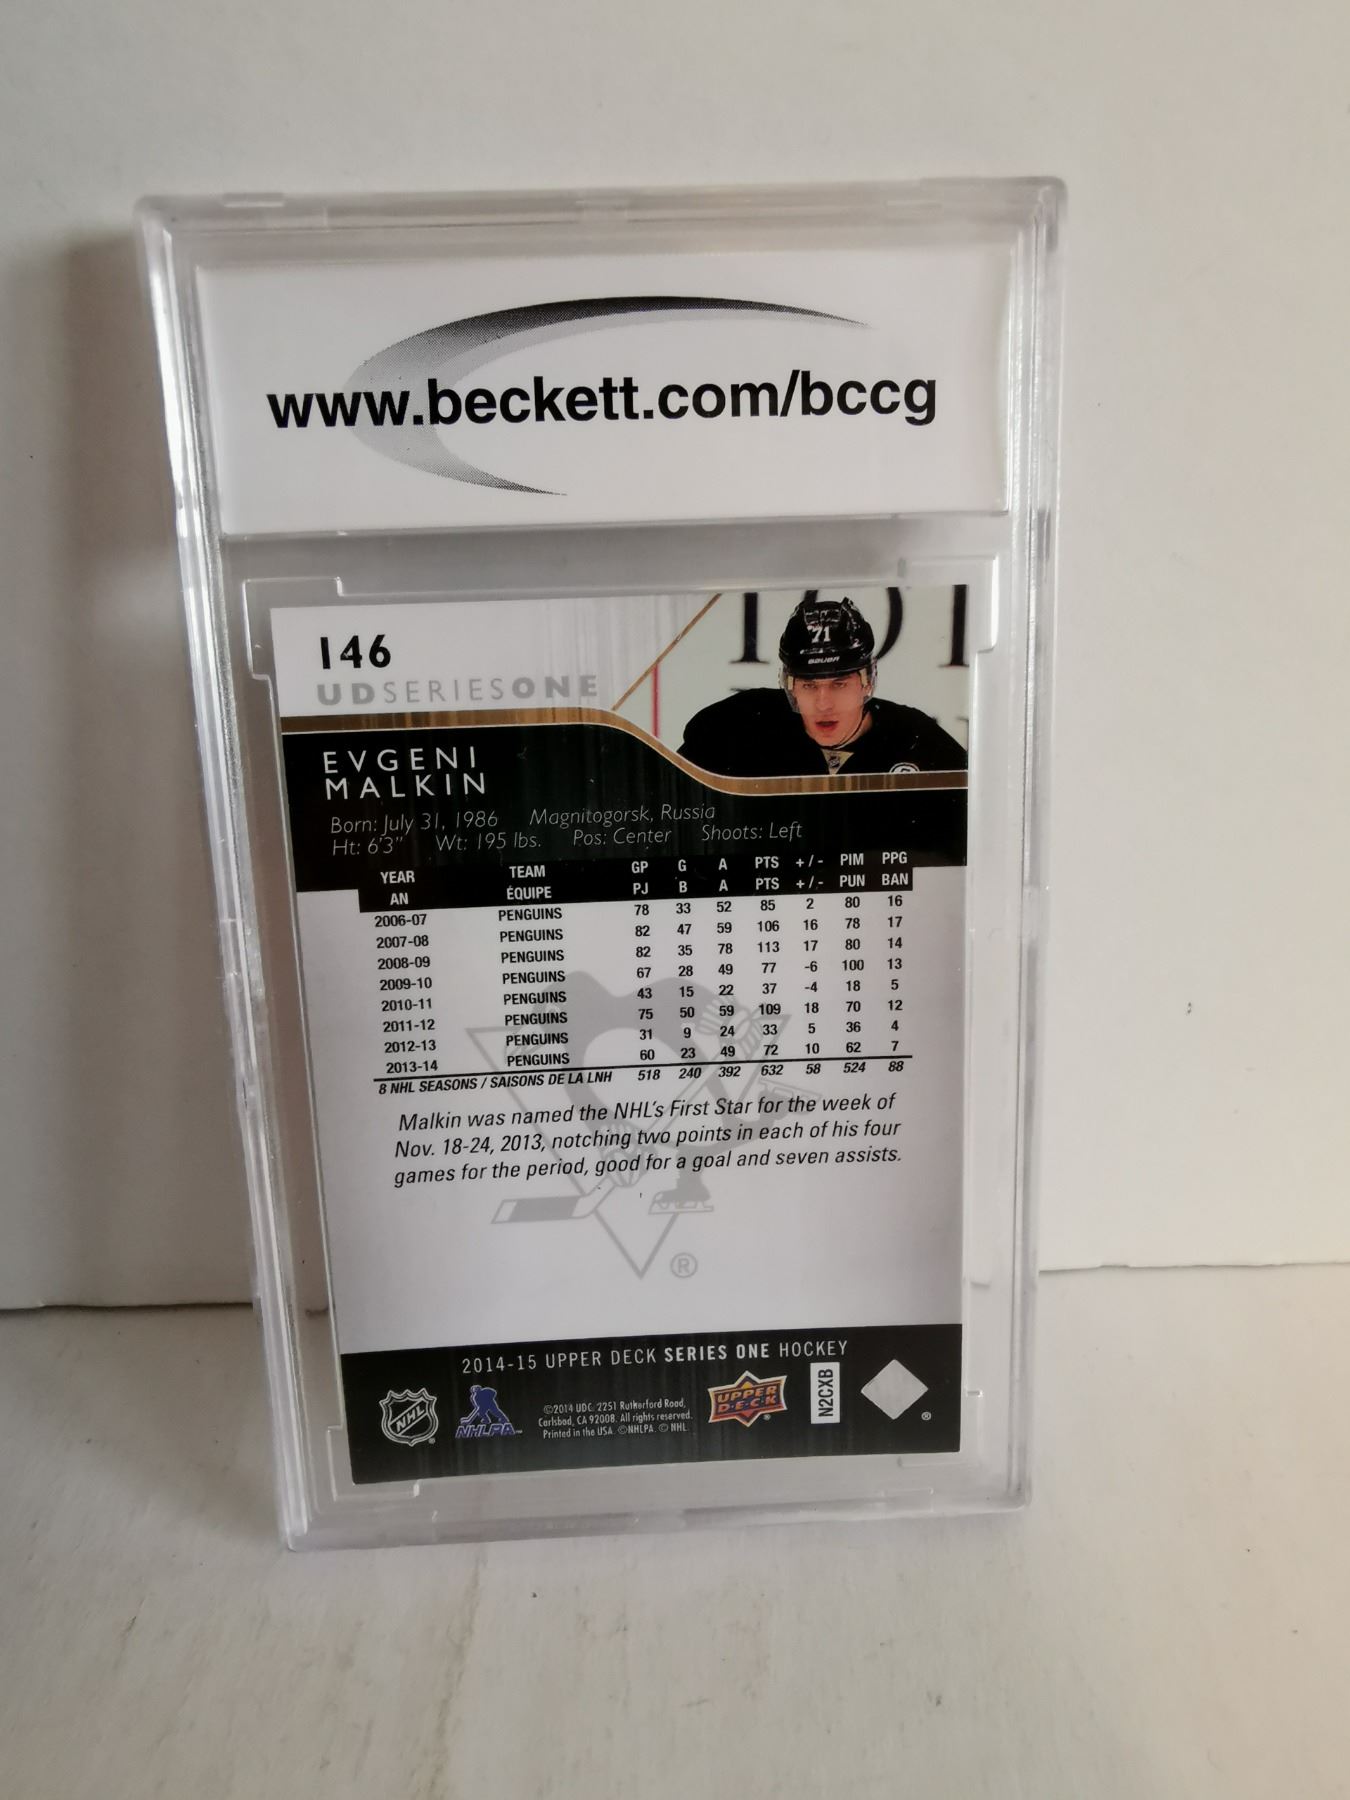 www.beckett.com/bccg
146
UD SERIES ONE
71
BAUER
EVGENI
MALKIN
Born: July 31, 1986 Magnitogorsk, Russia
Ht: 6'3" Wt: 195 lbs. Pos: Center Shoots: Left
YEAR TEAM GP G A PTS +/- PIM PPG
AN ÉQUIPE PJ B A PTS +/- PUN BAN
2006-07 PENGUINS 78 33 52 85 2 80 16
2007-08 PENGUINS 82 47 59 106 16 78 17
2008-09 PENGUINS 82 35 78 113 17 80 14
2009-10 PENGUINS 67 28 49 77 -6 100 13
2010-11 PENGUINS 43 15 22 37 -4 18 5
2011-12 PENGUINS 75 50 59 109 18 70 12
2012-13 PENGUINS 31 9 24 33 5 36 4
2013-14 PENGUINS 60 23 49 72 10 62 7
8 NHL SEASONS / SAISONS DE LA LNH 518 240 392 632 58 524 88
Malkin was named the NHL's First Star for the week of
Nov. 18-24, 2013, notching two points in each of his four
games for the period, good for a goal and seven assists.
®
2014-15 UPPER DECK SERIES ONE HOCKEY
NHL
NHLPA
©2014 UDC. 2251 Rutherford Road,
Carlsbad, CA 92008. All rights reserved.
Printed in the USA. ©NHLPA. © NHL.
UPPER
DECK
N2CXB
®